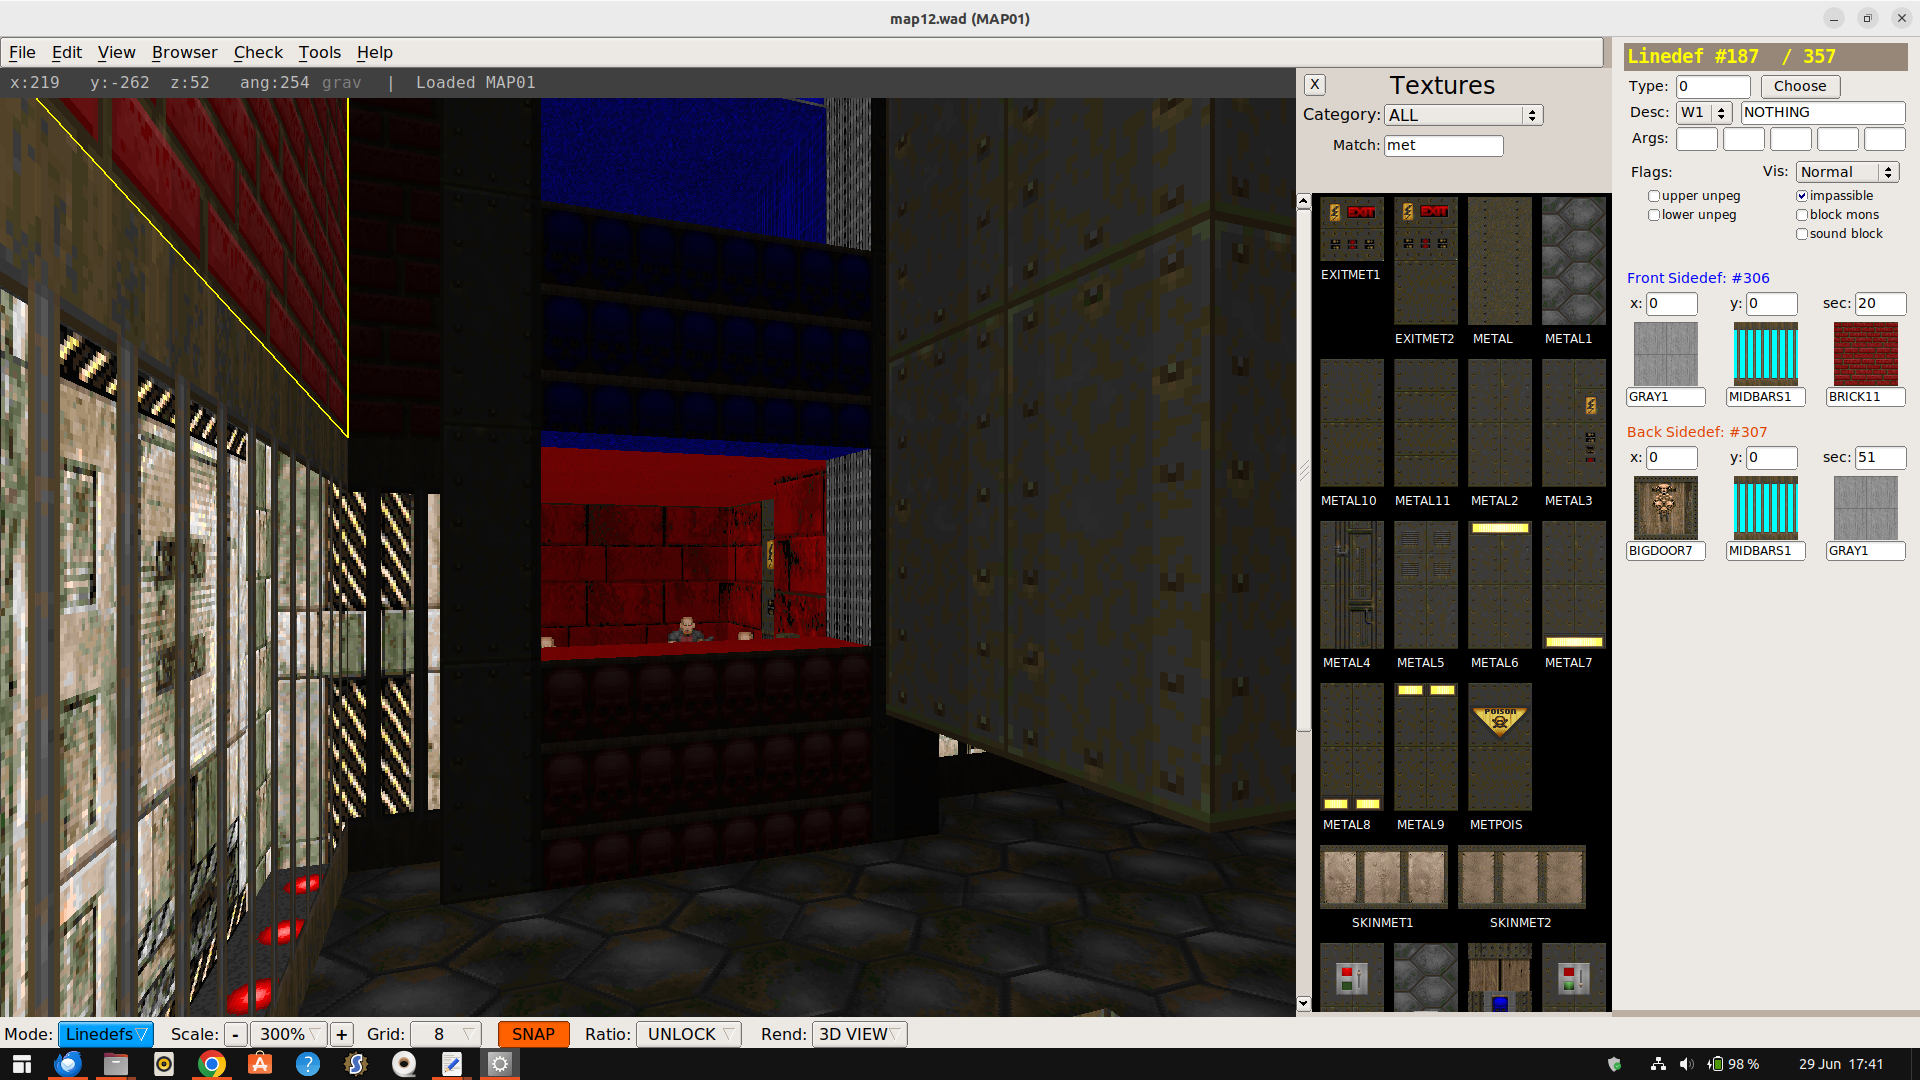 map12.wad (MAP01)
File Edit View Browser Check Tools Help
x:219 y:-262 z:52 ang:254 grav | Loaded MAP01
X Textures
Category: ALL
Match: met
EXIT EXIT
EXITMET1
EXITMET2 METAL METAL1
METAL10 METAL11 METAL2 METAL3
METAL4 METAL5 METAL6 METAL7
POISON
METAL8 METAL9 METPOIS
SKINMET1 SKINMET2
Linedef #187 / 357
Type: 0 Choose
Desc: W1 NOTHING
Args:
Flags: Vis: Normal
upper unpeg impassible
lower unpeg block mons
sound block
Front Sidedef: #306
x: 0 y: 0 sec: 20
GRAY1 MIDBARS1 BRICK11
Back Sidedef: #307
x: 0 y: 0 sec: 51
BIGDOOR7 MIDBARS1 GRAY1
Mode: Linedefs Scale: - 300% + Grid: 8 SNAP Ratio: UNLOCK Rend: 3D VIEW
98 % 29 Jun 17:41